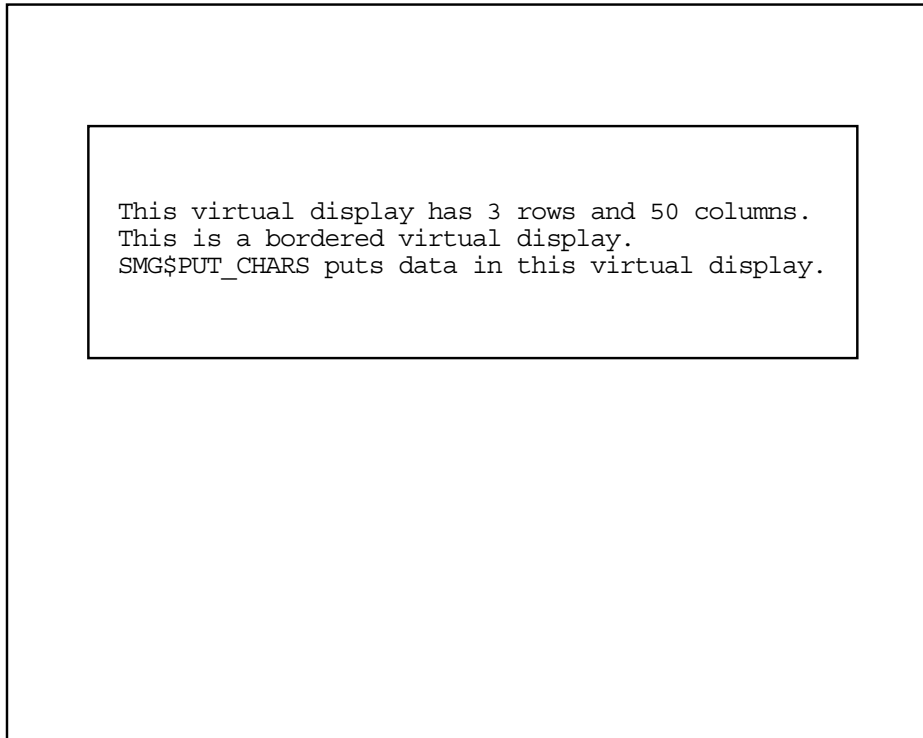 This virtual display has 3 rows and 50 columns.
This is a bordered virtual display.
SMG$PUT_CHARS puts data in this virtual display.